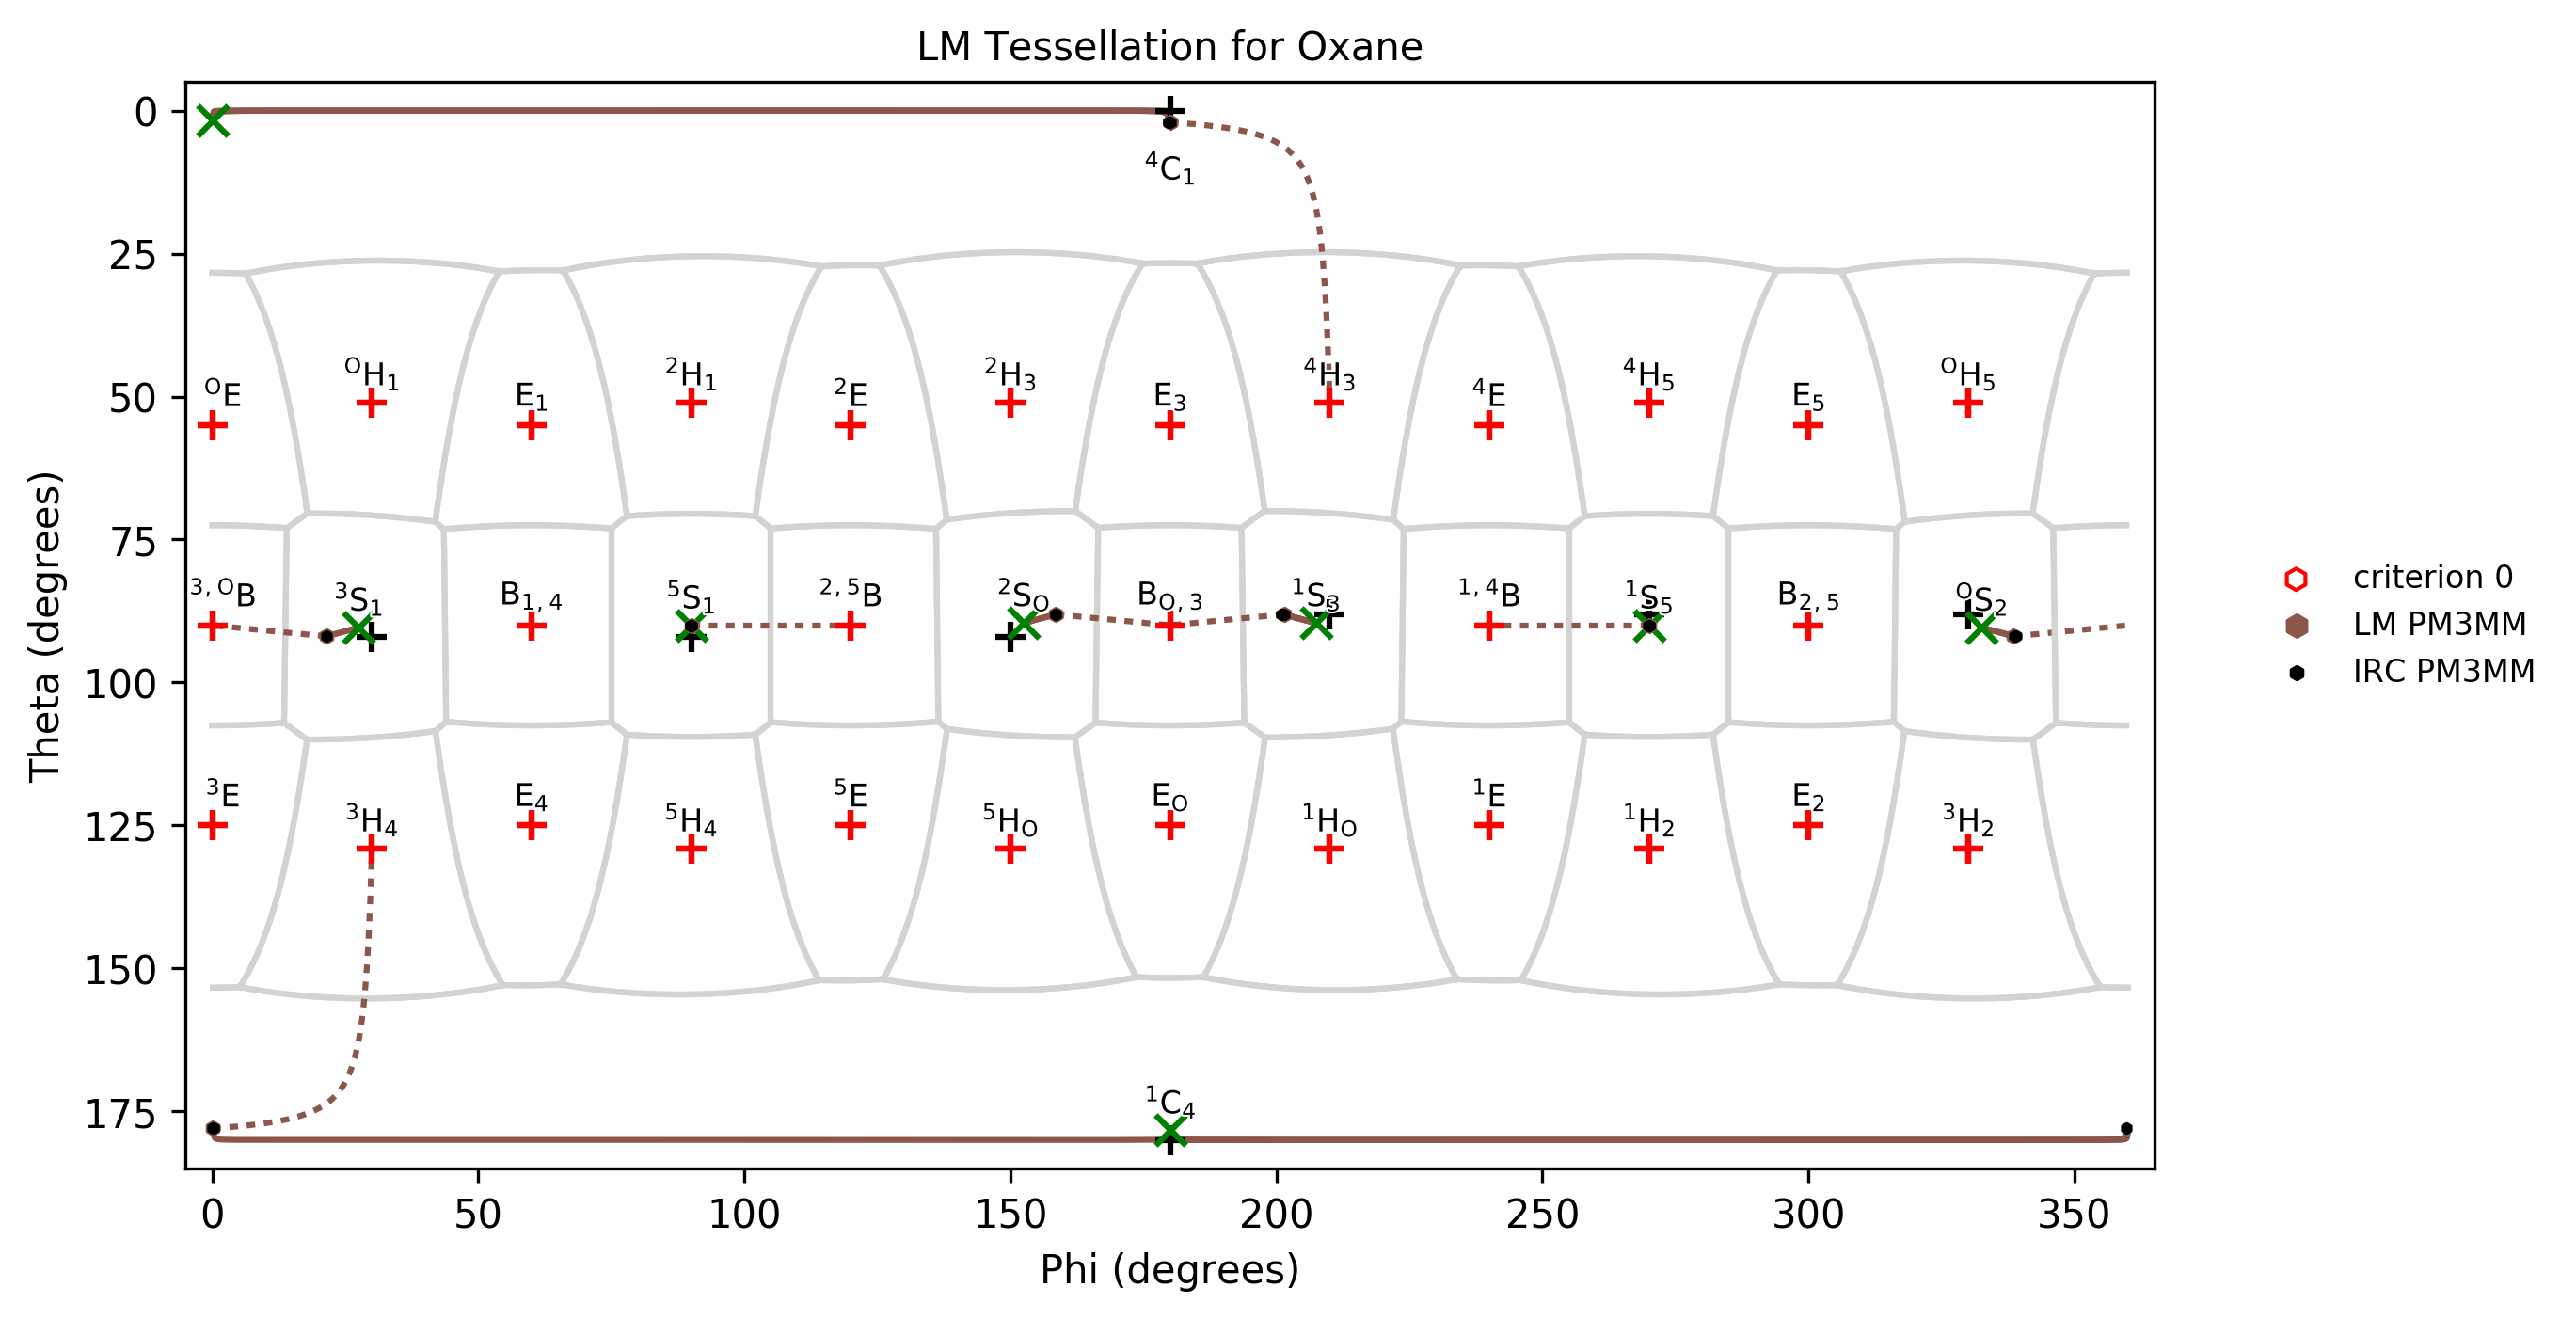 LM Tessellation for Oxane
0
⁴C₁
25
ᴼH₁ ²H₁ ²H₃ ⁴H₃ ⁴H₅ ᴼH₅
50 ᴼE E₁ ²E E₃ ⁴E E₅
75
³,ᴼB ³S₁ B₁,₄ ⁵S₁ ²,⁵B ²Sₒ Bₒ,₃ ¹S₃ ¹,⁴B ¹S₅ B₂,₅ ᴼS₂
100
³E E₄ ⁵E Eₒ ¹E E₂
125 ³H₄ ⁵H₄ ⁵Hₒ ¹Hₒ ¹H₂ ³H₂
150
175 ¹C₄
0 50 100 150 200 250 300 350
Phi (degrees)
Theta (degrees)
criterion 0
LM PM3MM
IRC PM3MM